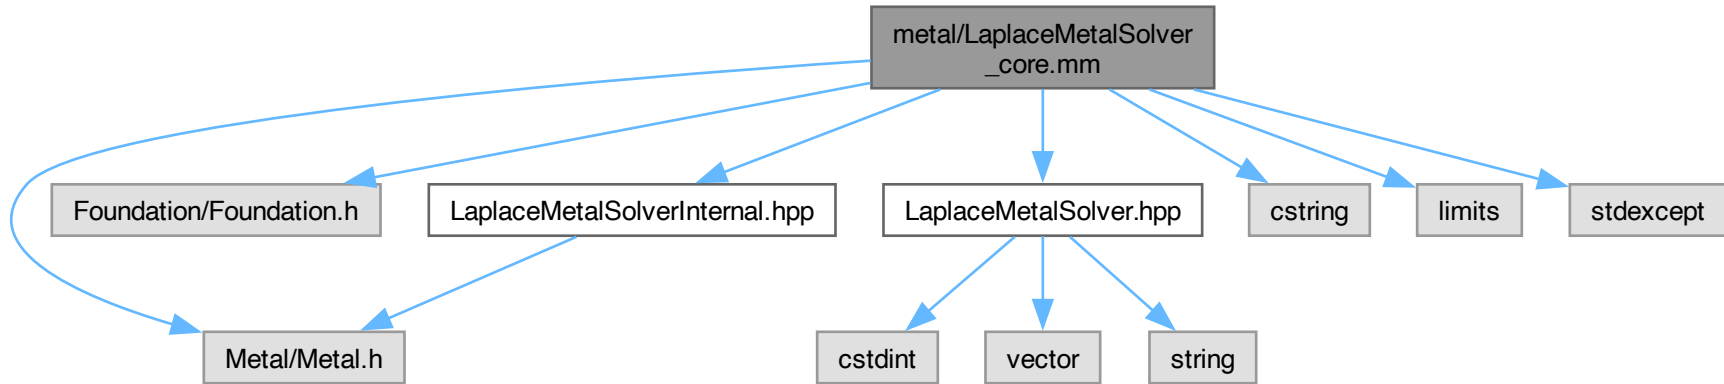 metal/LaplaceMetalSolver
_core.mm
Foundation/Foundation.h
LaplaceMetalSolverInternal.hpp
LaplaceMetalSolver.hpp
cstring
limits
stdexcept
Metal/Metal.h
cstdint
vector
string